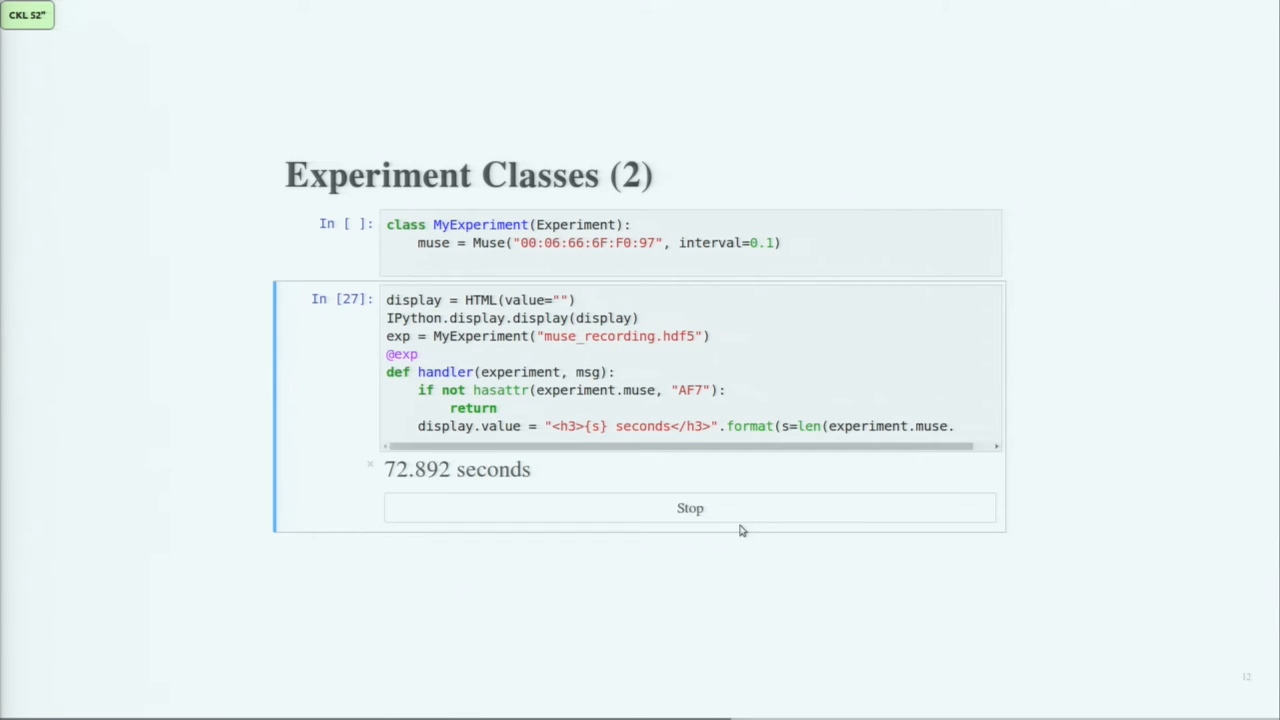 CKL 52"
Experiment Classes (2)
In [ ]:
class MyExperiment(Experiment):
    muse = Muse("00:06:66:6F:F0:97", interval=0.1)
In [27]:
display = HTML(value="")
IPython.display.display(display)
exp = MyExperiment("muse_recording.hdf5")
@exp
def handler(experiment, msg):
    if not hasattr(experiment.muse, "AF7"):
        return
    display.value = "<h3>{s} seconds</h3>".format(s=len(experiment.muse.
72.892 seconds
Stop
12